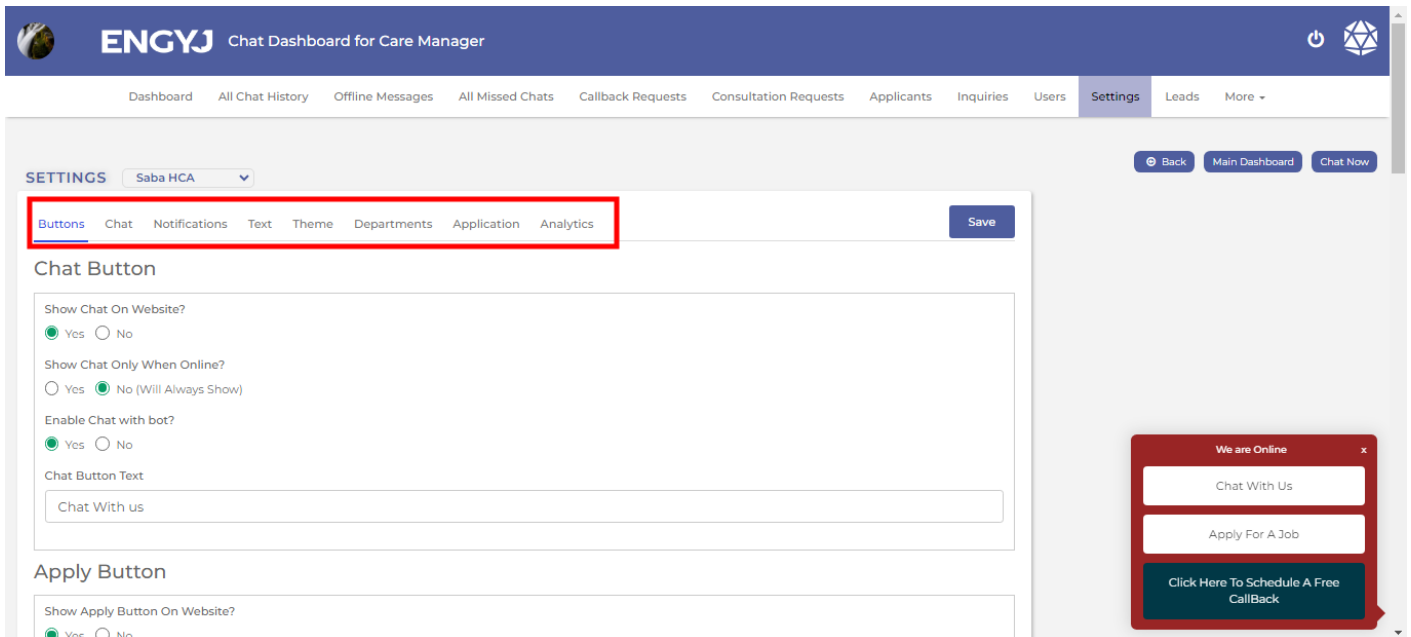 ENGYJ Chat Dashboard for Care Manager
Dashboard All Chat History Offline Messages All Missed Chats Callback Requests Consultation Requests Applicants Inquiries Users Settings Leads More
Back Main Dashboard Chat Now
SETTINGS Saba HCA
Buttons Chat Notifications Text Theme Departments Application Analytics Save
Chat Button
Show Chat On Website?
Yes No
Show Chat Only When Online?
Yes No (Will Always Show)
Enable Chat with bot?
Yes No
Chat Button Text
Chat With us
Apply Button
Show Apply Button On Website?
Yes No
We are Online x
Chat With Us
Apply For A Job
Click Here To Schedule A Free
CallBack